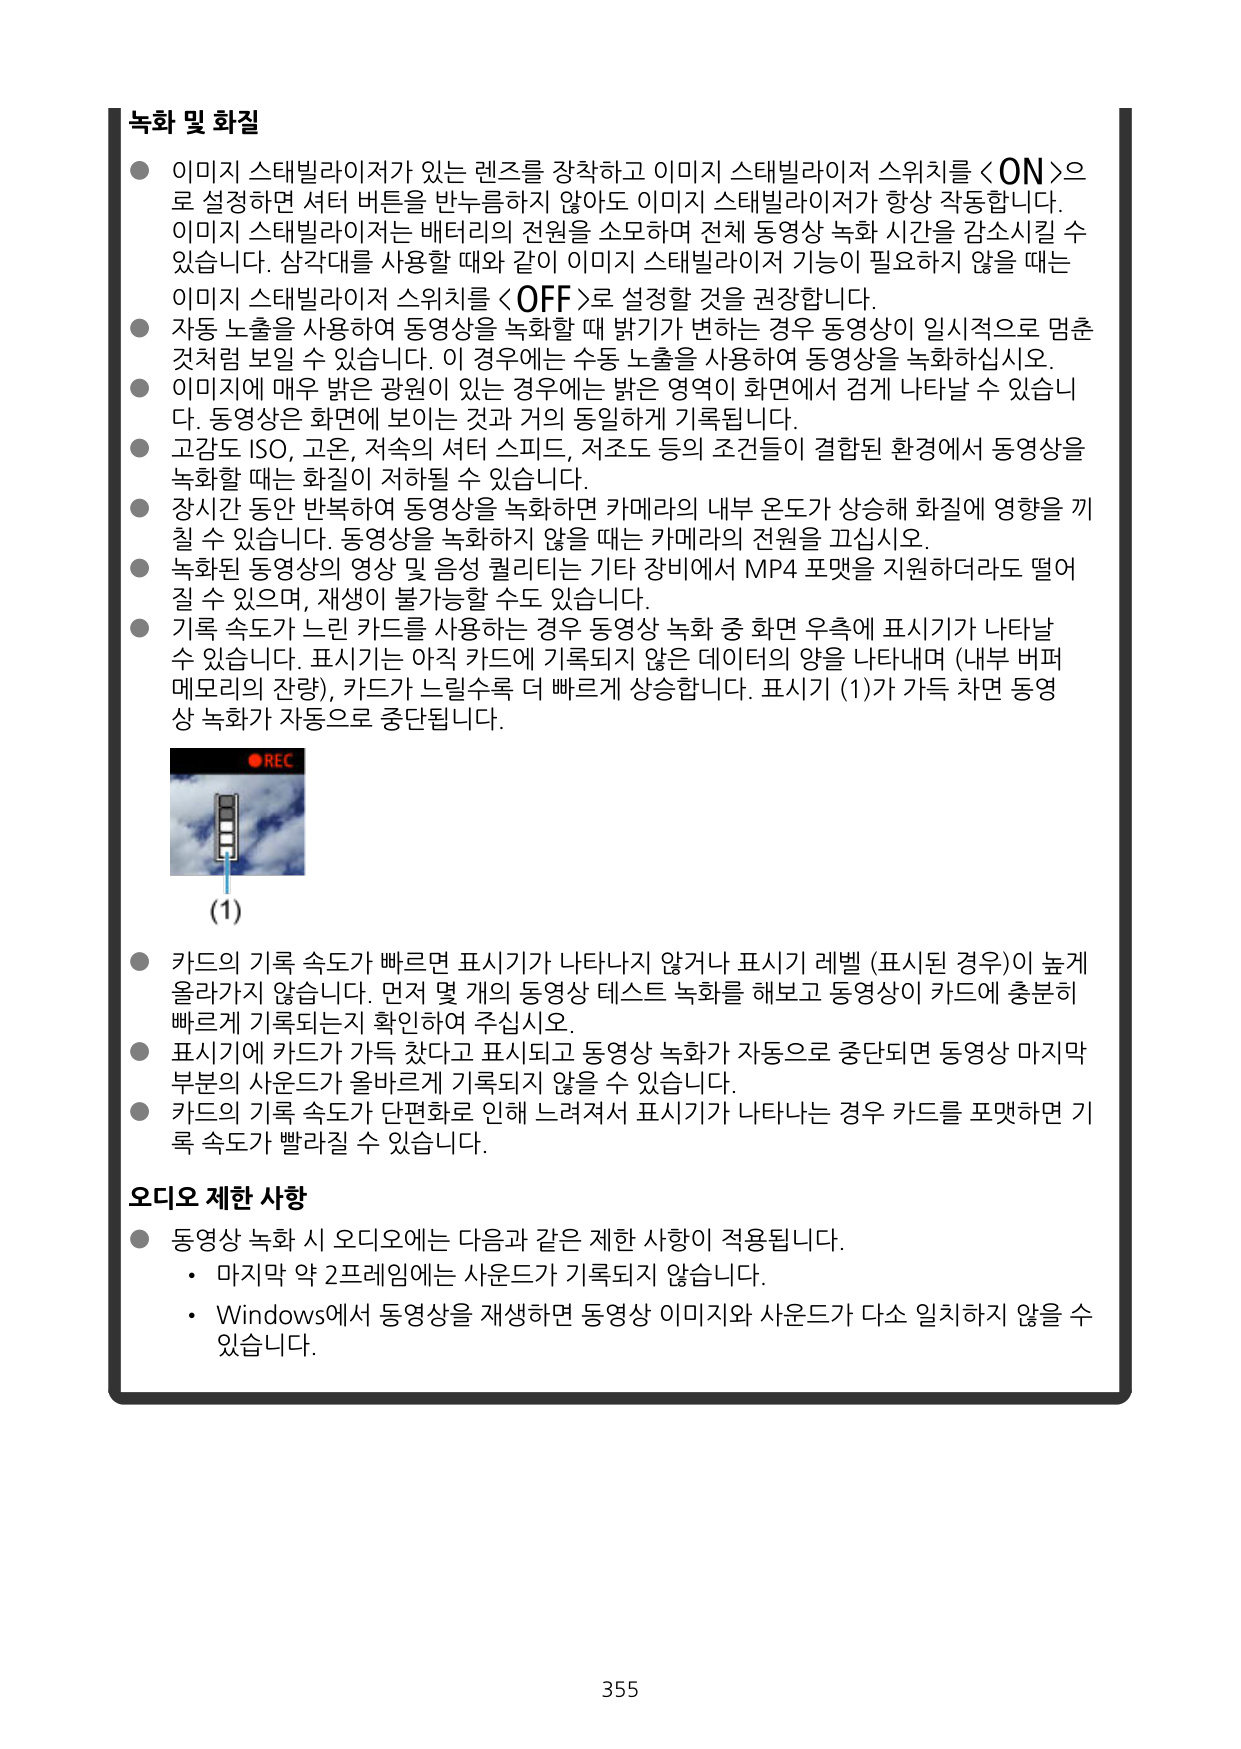 녹화 및 화질
● 이미지 스태빌라이저가 있는 렌즈를 장착하고 이미지 스태빌라이저 스위치를 <ON>으
로 설정하면 셔터 버튼을 반누름하지 않아도 이미지 스태빌라이저가 항상 작동합니다.
이미지 스태빌라이저는 배터리의 전원을 소모하며 전체 동영상 녹화 시간을 감소시킬 수
있습니다. 삼각대를 사용할 때와 같이 이미지 스태빌라이저 기능이 필요하지 않을 때는
이미지 스태빌라이저 스위치를 <OFF>로 설정할 것을 권장합니다.
● 자동 노출을 사용하여 동영상을 녹화할 때 밝기가 변하는 경우 동영상이 일시적으로 멈춘
것처럼 보일 수 있습니다. 이 경우에는 수동 노출을 사용하여 동영상을 녹화하십시오.
● 이미지에 매우 밝은 광원이 있는 경우에는 밝은 영역이 화면에서 검게 나타날 수 있습니
다. 동영상은 화면에 보이는 것과 거의 동일하게 기록됩니다.
● 고감도 ISO, 고온, 저속의 셔터 스피드, 저조도 등의 조건들이 결합된 환경에서 동영상을
녹화할 때는 화질이 저하될 수 있습니다.
● 장시간 동안 반복하여 동영상을 녹화하면 카메라의 내부 온도가 상승해 화질에 영향을 끼
칠 수 있습니다. 동영상을 녹화하지 않을 때는 카메라의 전원을 끄십시오.
● 녹화된 동영상의 영상 및 음성 퀄리티는 기타 장비에서 MP4 포맷을 지원하더라도 떨어
질 수 있으며, 재생이 불가능할 수도 있습니다.
● 기록 속도가 느린 카드를 사용하는 경우 동영상 녹화 중 화면 우측에 표시기가 나타날
수 있습니다. 표시기는 아직 카드에 기록되지 않은 데이터의 양을 나타내며 (내부 버퍼
메모리의 잔량), 카드가 느릴수록 더 빠르게 상승합니다. 표시기 (1)가 가득 차면 동영
상 녹화가 자동으로 중단됩니다.
●REC
(1)
● 카드의 기록 속도가 빠르면 표시기가 나타나지 않거나 표시기 레벨 (표시된 경우)이 높게
올라가지 않습니다. 먼저 몇 개의 동영상 테스트 녹화를 해보고 동영상이 카드에 충분히
빠르게 기록되는지 확인하여 주십시오.
● 표시기에 카드가 가득 찼다고 표시되고 동영상 녹화가 자동으로 중단되면 동영상 마지막
부분의 사운드가 올바르게 기록되지 않을 수 있습니다.
● 카드의 기록 속도가 단편화로 인해 느려져서 표시기가 나타나는 경우 카드를 포맷하면 기
록 속도가 빨라질 수 있습니다.
오디오 제한 사항
● 동영상 녹화 시 오디오에는 다음과 같은 제한 사항이 적용됩니다.
• 마지막 약 2프레임에는 사운드가 기록되지 않습니다.
• Windows에서 동영상을 재생하면 동영상 이미지와 사운드가 다소 일치하지 않을 수
있습니다.
355